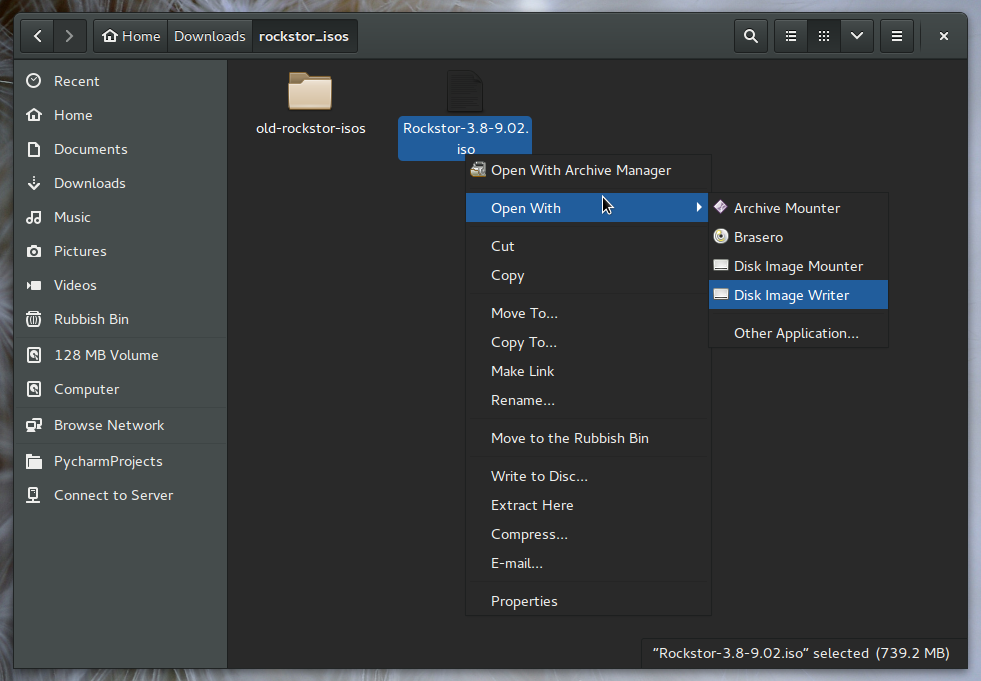 Home
Downloads
rockstor_isos
Recent
Home
Documents
Downloads
Music
Pictures
Videos
Rubbish Bin
128 MB Volume
Computer
Browse Network
PycharmProjects
Connect to Server
old-rockstor-isos
Rockstor-3.8-9.02.
iso
Open With Archive Manager
Open With
Cut
Copy
Move To...
Copy To...
Make Link
Rename...
Move to the Rubbish Bin
Write to Disc...
Extract Here
Compress...
E-mail...
Properties
Archive Mounter
Brasero
Disk Image Mounter
Disk Image Writer
Other Application...
“Rockstor-3.8-9.02.iso” selected (739.2 MB)